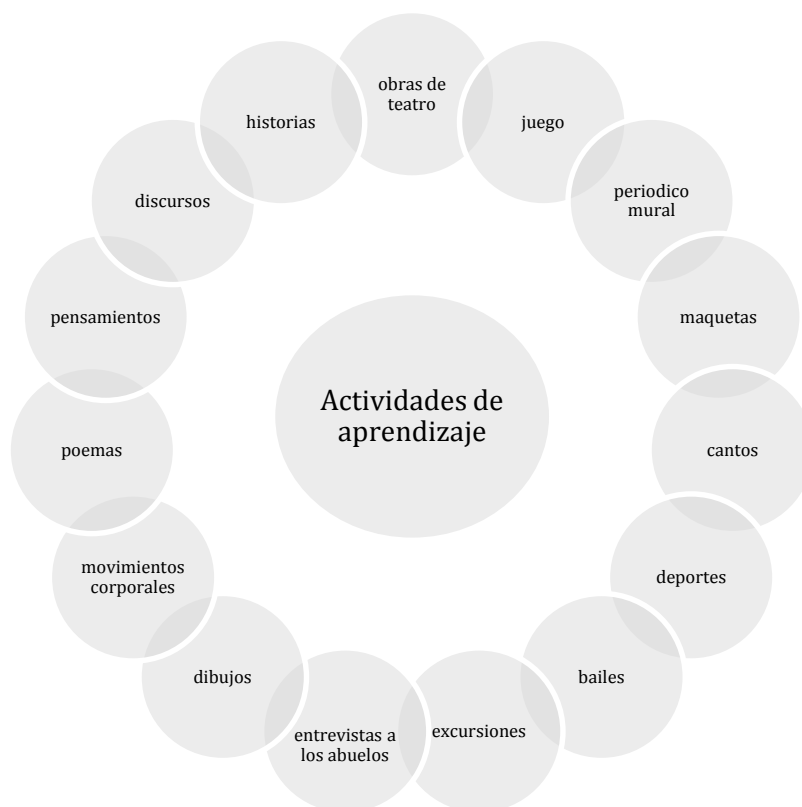 obras de
teatro
juego
periodico
mural
maquetas
cantos
deportes
bailes
excursiones
entrevistas a
los abuelos
dibujos
movimientos
corporales
poemas
pensamientos
discursos
historias
Actividades de
aprendizaje